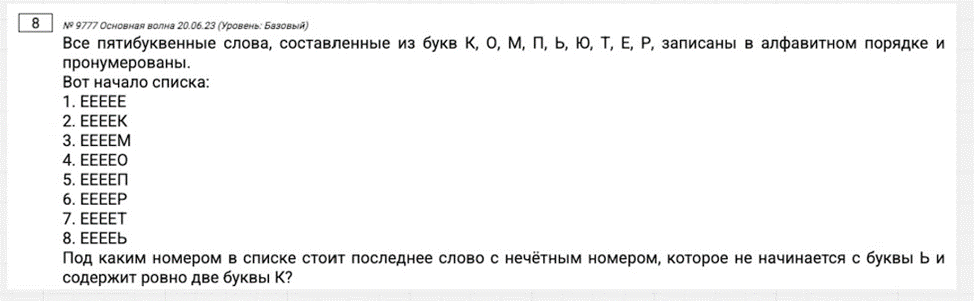 8
№ 9777 Основная волна 20.06.23 (Уровень: Базовый)
Все пятибуквенные слова, составленные из букв К, О, М, П, Ь, Ю, Т, Е, Р, записаны в алфавитном порядке и
пронумерованы.
Вот начало списка:
1. ЕЕЕЕЕ
2. ЕЕЕЕК
3. ЕЕЕЕМ
4. ЕЕЕЕО
5. ЕЕЕЕП
6. ЕЕЕЕР
7. ЕЕЕЕТ
8. ЕЕЕЕЬ
Под каким номером в списке стоит последнее слово с нечётным номером, которое не начинается с буквы Ь и
содержит ровно две буквы К?